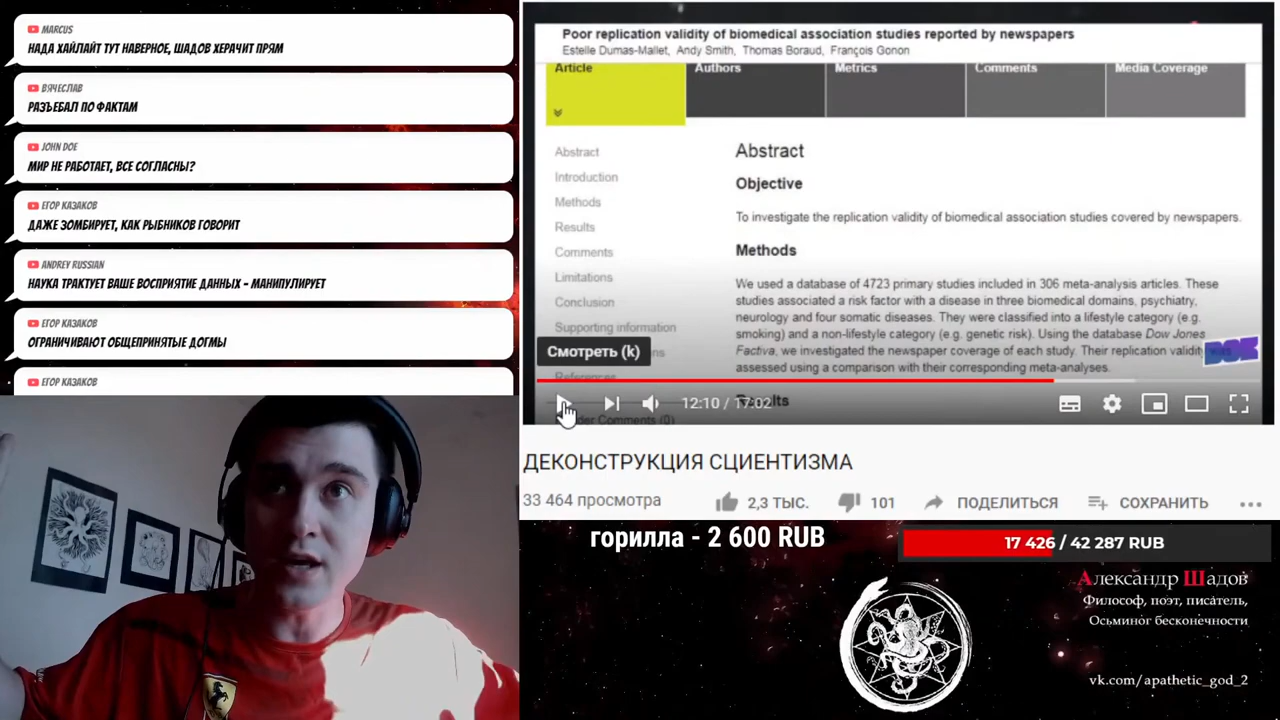 MARCUS
НАДА ХАЙЛАЙТ ТУТ НАВЕРНОЕ, ШАДОВ ХЕРАЧИТ ПРЯМ
ВЯЧЕСЛАВ
РАЗЪЕБАЛ ПО ФАКТАМ
JOHN DOE
МИР НЕ РАБОТАЕТ, ВСЕ СОГЛАСНЫ?
ЕГОР КАЗАКОВ
ДАЖЕ ЗОМБИРУЕТ, КАК РЫБНИКОВ ГОВОРИТ
ANDREY RUSSIAN
НАУКА ТРАКТУЕТ ВАШЕ ВОСПРИЯТИЕ ДАННЫХ - МАНИПУЛИРУЕТ
ЕГОР КАЗАКОВ
ОГРАНИЧИВАЮТ ОБЩЕПРИНЯТЫЕ ДОГМЫ
ЕГОР КАЗАКОВ
Poor replication validity of biomedical association studies reported by newspapers
Estelle Dumas-Mallet, Andy Smith, Thomas Boraud, François Gonon
Article
Authors
Metrics
Comments
Media Coverage
Abstract
Introduction
Methods
Results
Comments
Limitations
Conclusion
Supporting information
References
Reader Comments (0)
Abstract
Objective
To investigate the replication validity of biomedical association studies covered by newspapers.
Methods
We used a database of 4723 primary studies included in 306 meta-analysis articles. These
studies associated a risk factor with a disease in three biomedical domains, psychiatry,
neurology and four somatic diseases. They were classified into a lifestyle category (e.g.
smoking) and a non-lifestyle category (e.g. genetic risk). Using the database Dow Jones
Factiva, we investigated the newspaper coverage of each study. Their replication validity was
assessed using a comparison with their corresponding meta-analyses.
Results
Смотреть (k)
12:10 / 17:02
ДЕКОНСТРУКЦИЯ СЦИЕНТИЗМА
33 464 просмотра
2,3 ТЫС.
101
ПОДЕЛИТЬСЯ
СОХРАНИТЬ
горилла - 2 600 RUB
17 426 / 42 287 RUB
Александр Шадов
Философ, поэт, писатель,
Осьминог бесконечности
vk.com/apathetic_god_2